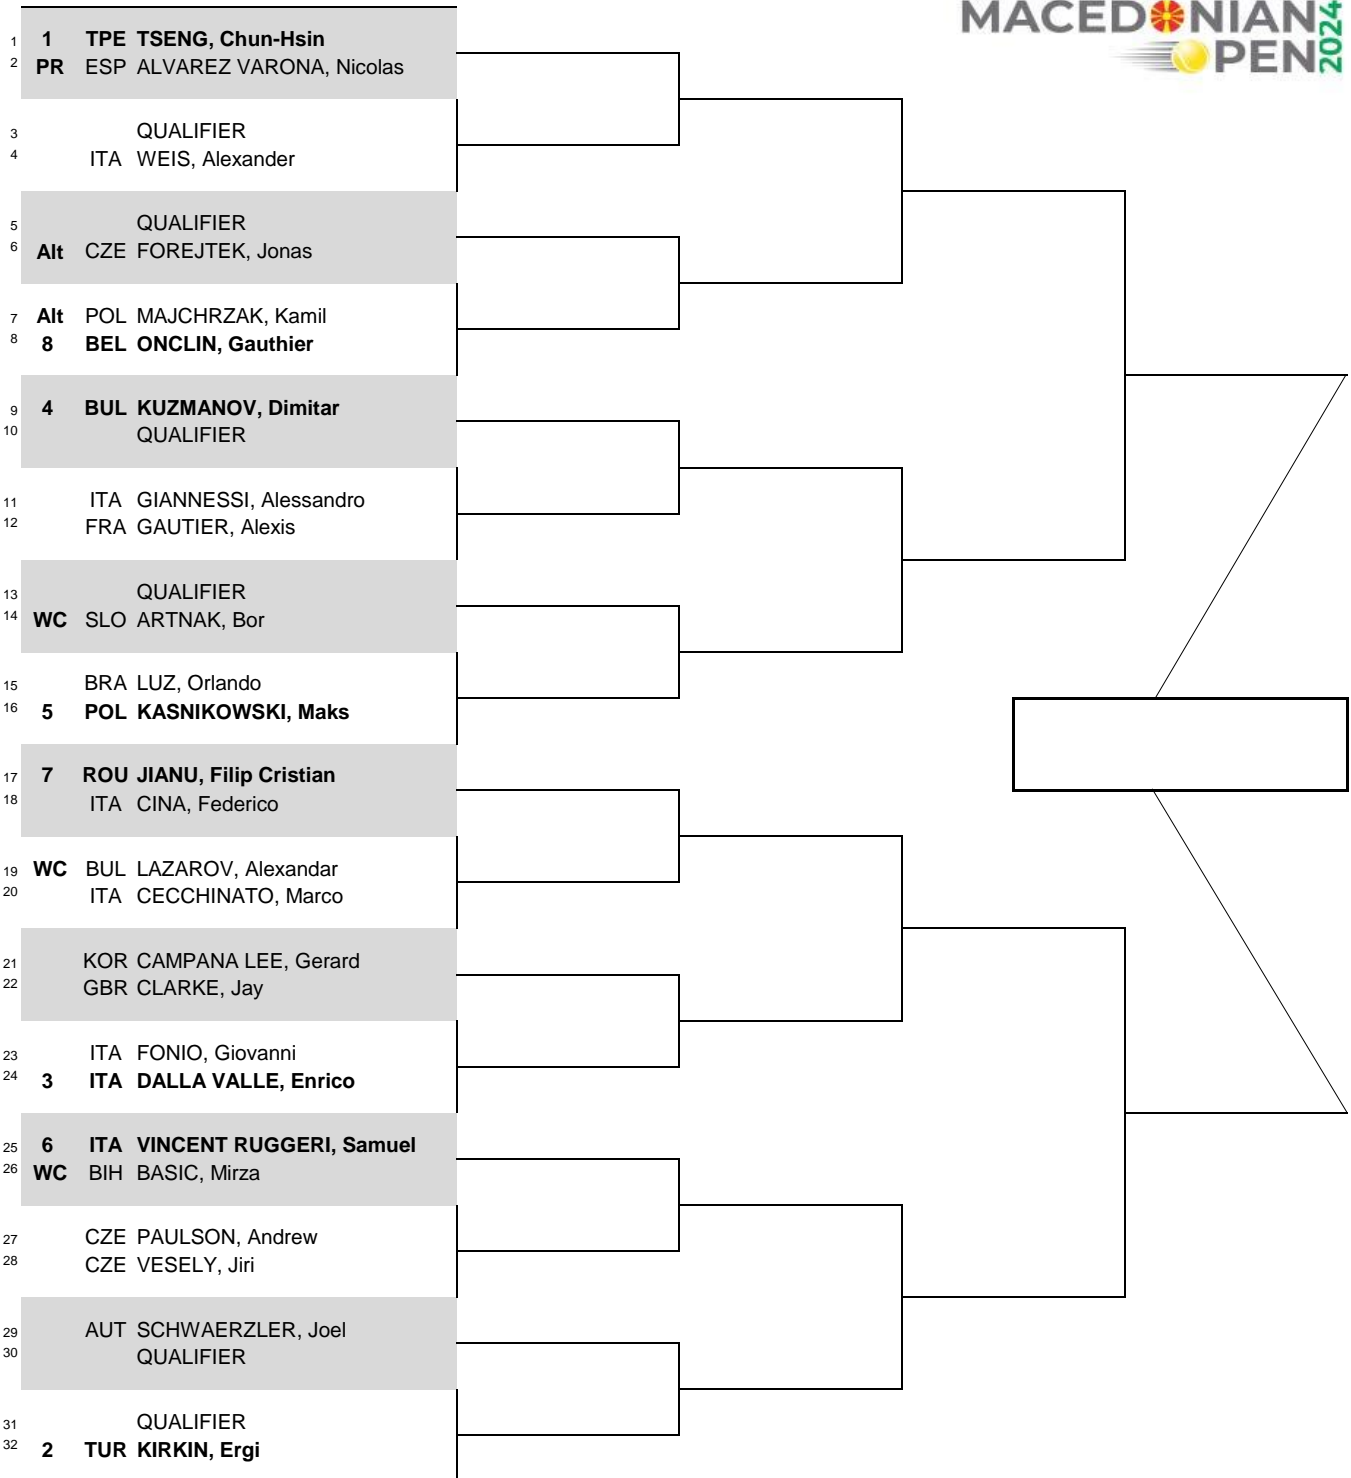 MACEDONIAN
OPEN
2024
1 1 TPE TSENG, Chun-Hsin
2 PR ESP ALVAREZ VARONA, Nicolas
3 QUALIFIER
4 ITA WEIS, Alexander
5 QUALIFIER
6 Alt CZE FOREJTEK, Jonas
7 Alt POL MAJCHRZAK, Kamil
8 8 BEL ONCLIN, Gauthier
9 4 BUL KUZMANOV, Dimitar
10 QUALIFIER
11 ITA GIANNESSI, Alessandro
12 FRA GAUTIER, Alexis
13 QUALIFIER
14 WC SLO ARTNAK, Bor
15 BRA LUZ, Orlando
16 5 POL KASNIKOWSKI, Maks
17 7 ROU JIANU, Filip Cristian
18 ITA CINA, Federico
19 WC BUL LAZAROV, Alexandar
20 ITA CECCHINATO, Marco
21 KOR CAMPANA LEE, Gerard
22 GBR CLARKE, Jay
23 ITA FONIO, Giovanni
24 3 ITA DALLA VALLE, Enrico
25 6 ITA VINCENT RUGGERI, Samuel
26 WC BIH BASIC, Mirza
27 CZE PAULSON, Andrew
28 CZE VESELY, Jiri
29 AUT SCHWAERZLER, Joel
30 QUALIFIER
31 QUALIFIER
32 2 TUR KIRKIN, Ergi